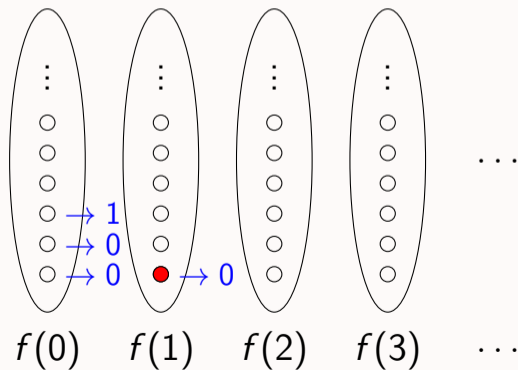 ⋮ ⋮ ⋮ ⋮
⋯
→ 1
→ 0
→ 0 → 0
f(0) f(1) f(2) f(3) ⋯